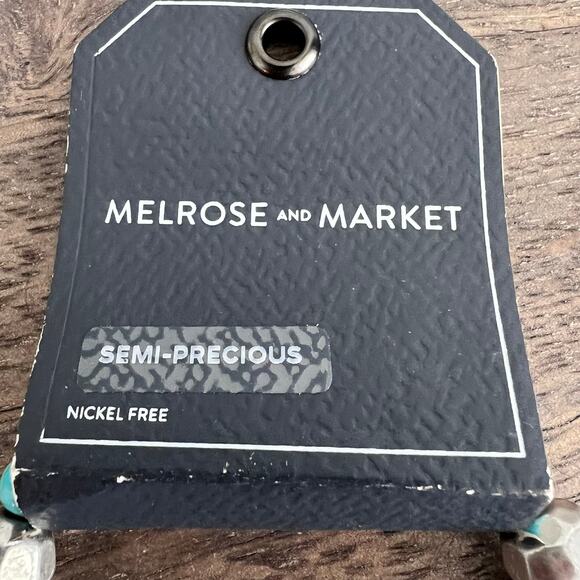 MELROSE AND MARKET
SEMI-PRECIOUS
NICKEL FREE